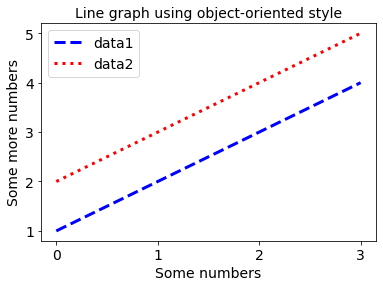 Line graph using object-oriented style
data1
data2
Some more numbers
5
4
3
2
1
0 1 2 3
Some numbers